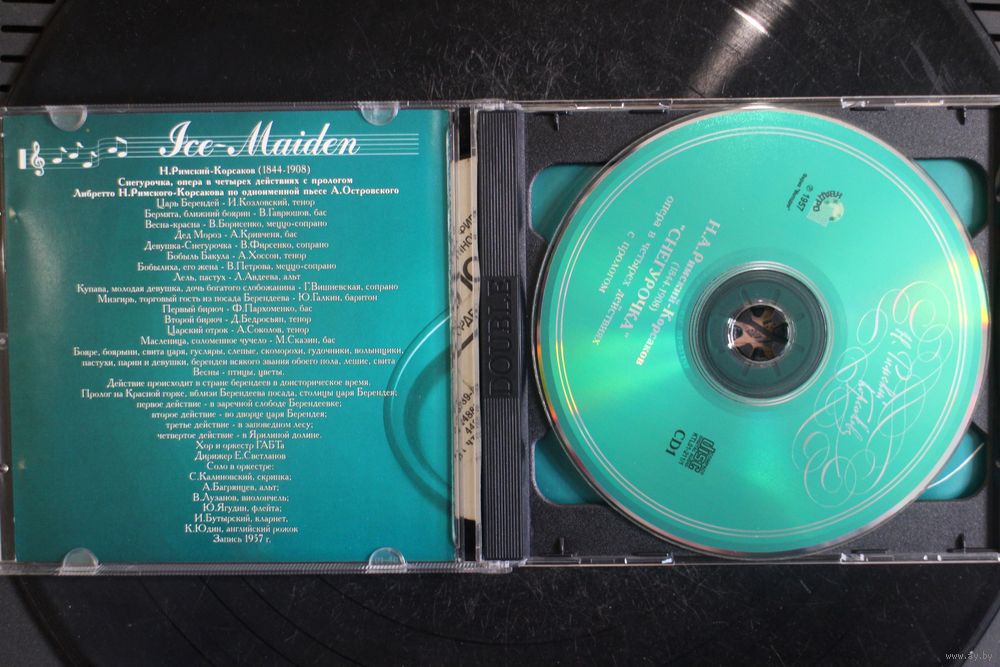 Ice-Maiden
Н.Римский-Корсаков (1844-1908)
Снегурочка, опера в четырех действиях с прологом
Либретто Н.Римского-Корсакова по одноименной пьесе А.Островского
Царь Берендей - И.Козловский, тенор
Бермята, ближний боярин - В.Гаврюшов, бас
Весна-красна - В.Борисенко, меццо-сопрано
Дед Мороз - А.Кривченя, бас
Девушка-Снегурочка - В.Фирсенко, сопрано
Бобыль Бакула - А.Хоссон, тенор
Бобылиха, его жена - В.Петрова, меццо-сопрано
Лель, пастух - Л.Авдеева, альт
Купава, молодая девушка, дочь богатого слобожанина - Г.Вишневская, сопрано
Мизгирь, торговый гость из посада Берендеева - Ю.Галкин, баритон
Первый бирюч - Ф.Пархоменко, бас
Второй бирюч - Д.Бедросьян, тенор
Царский отрок - А.Соколов, тенор
Масленица, соломенное чучело - М.Сказин, бас
Бояре, боярыни, свита царя, гусляры, слепые, скоморохи, гудочники, волынщики,
пастухи, парни и девушки, берендеи всякого звания обоего пола, лешие, свита
Весны - птицы, цветы.
Действие происходит в стране берендеев в доисторическое время.
Пролог на Красной горке, вблизи Берендеева посада, столицы царя Берендея;
первое действие - в заречной слободе Берендеевке;
второе действие - во дворце царя Берендея;
третье действие - в заповедном лесу;
четвертое действие - в Ярилиной долине.
Хор и оркестр ГАБТа
Дирижер Е.Светланов
Соло в оркестре:
С.Калиновский, скрипка;
А.Багрянцев, альт;
В.Лузанов, виолончель;
Ю.Ягудин, флейта;
И.Бутырский, кларнет,
К.Юдин, английский рожок
Запись 1957 г.
DOUBLE
Н.А.Римский-Корсаков
(1844-1908)
"СНЕГУРОЧКА"
опера в четырех действиях
с прологом
℗ 1957
disc
CD1
www.ay.by